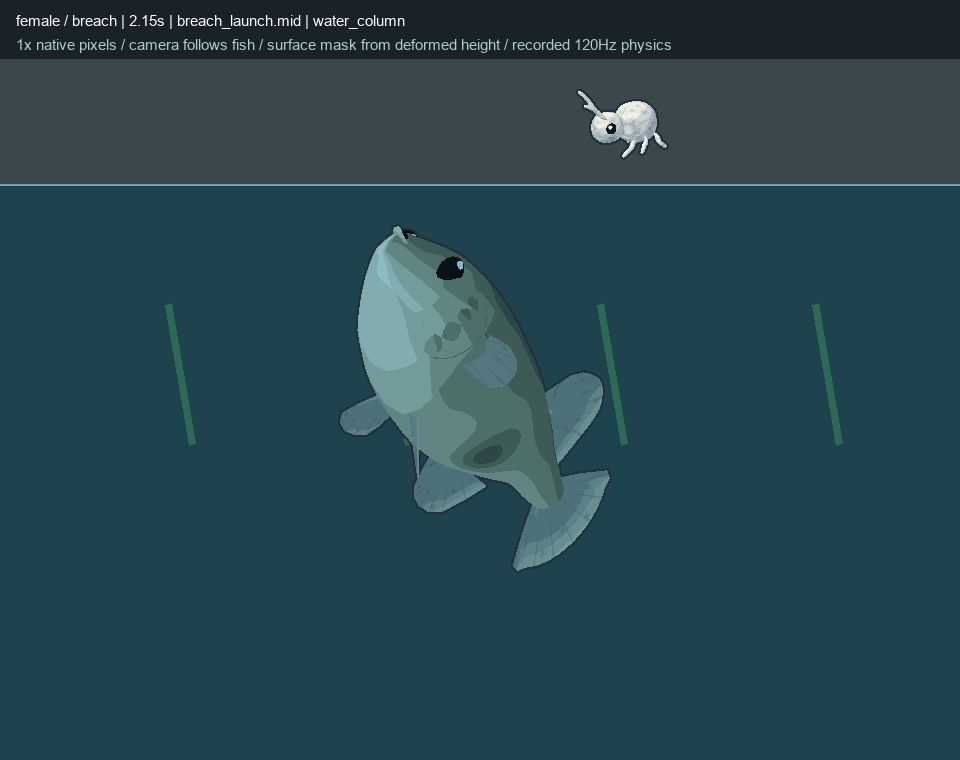 female / breach | 2.15s | breach_launch.mid | water_column
1x native pixels / camera follows fish / surface mask from deformed height / recorded 120Hz physics